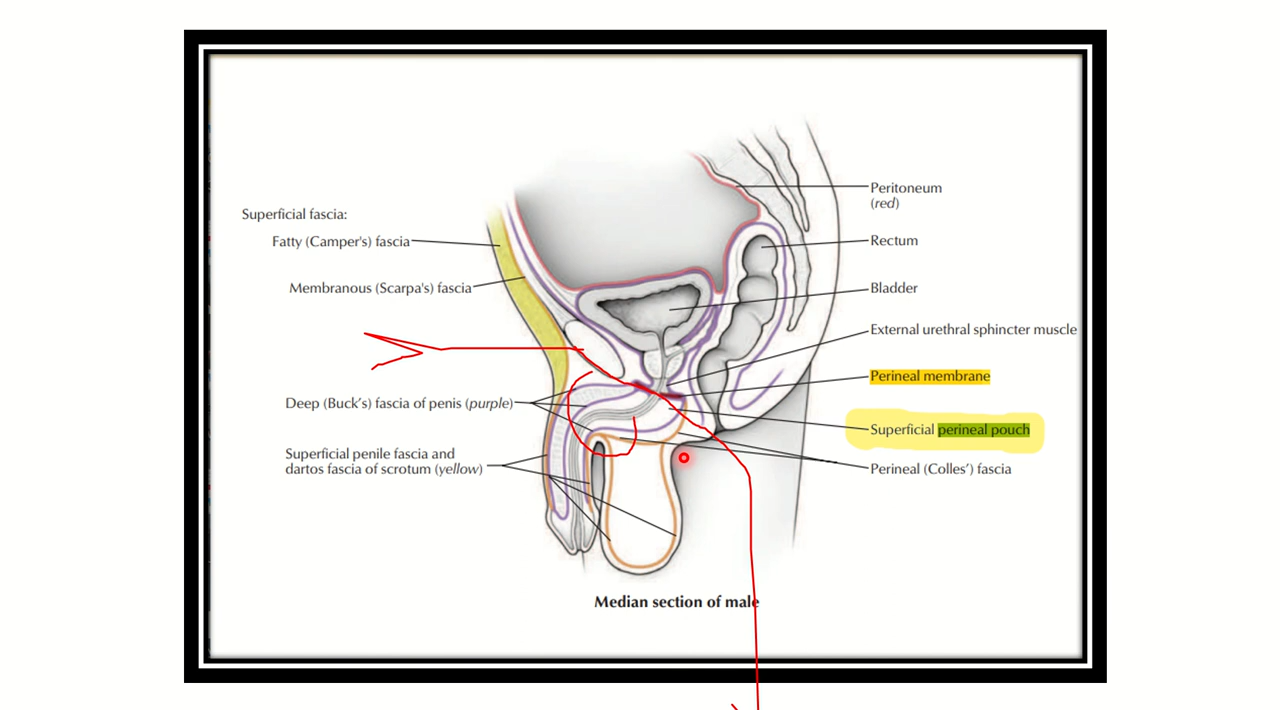 Superficial fascia:
Fatty (Camper's) fascia
Membranous (Scarpa's) fascia
Deep (Buck's) fascia of penis (purple)
Superficial penile fascia and
dartos fascia of scrotum (yellow)
Peritoneum
(red)
Rectum
Bladder
External urethral sphincter muscle
Perineal membrane
Superficial perineal pouch
Perineal (Colles') fascia
Median section of male